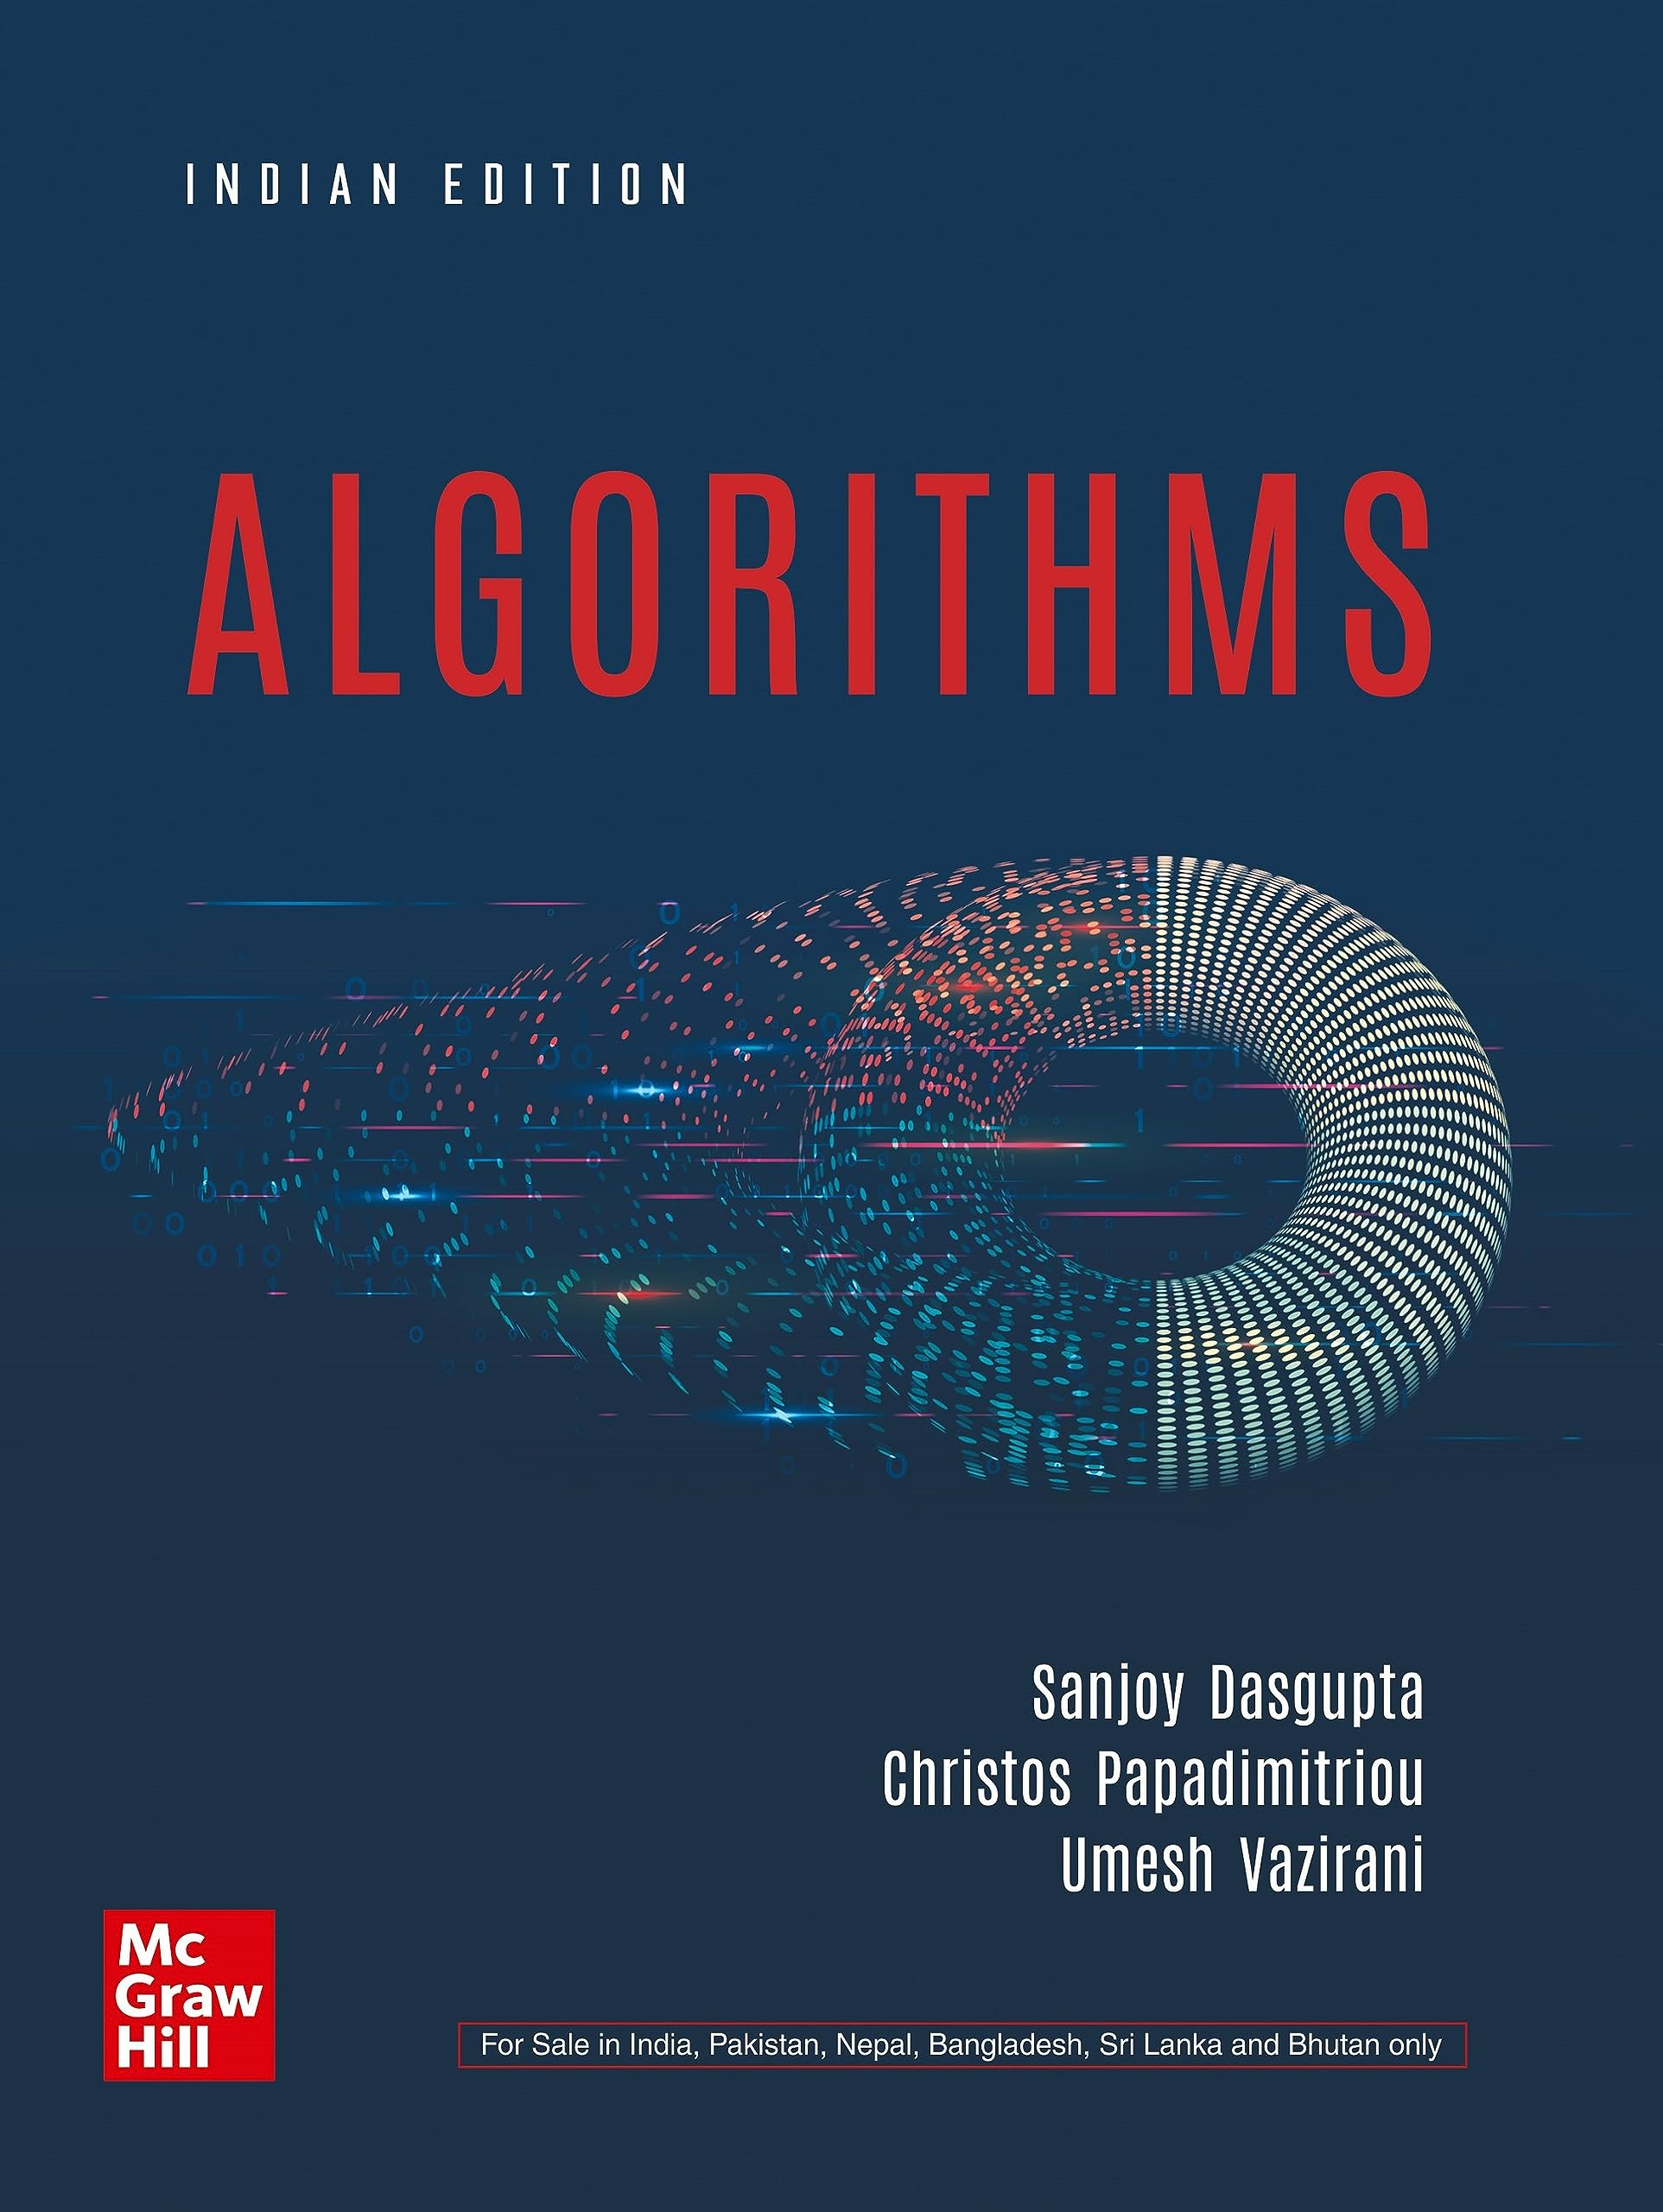 INDIAN EDITION
ALGORITHMS
Sanjoy Dasgupta
Christos Papadimitriou
Umesh Vazirani
Mc
Graw
Hill
For Sale in India, Pakistan, Nepal, Bangladesh, Sri Lanka and Bhutan only